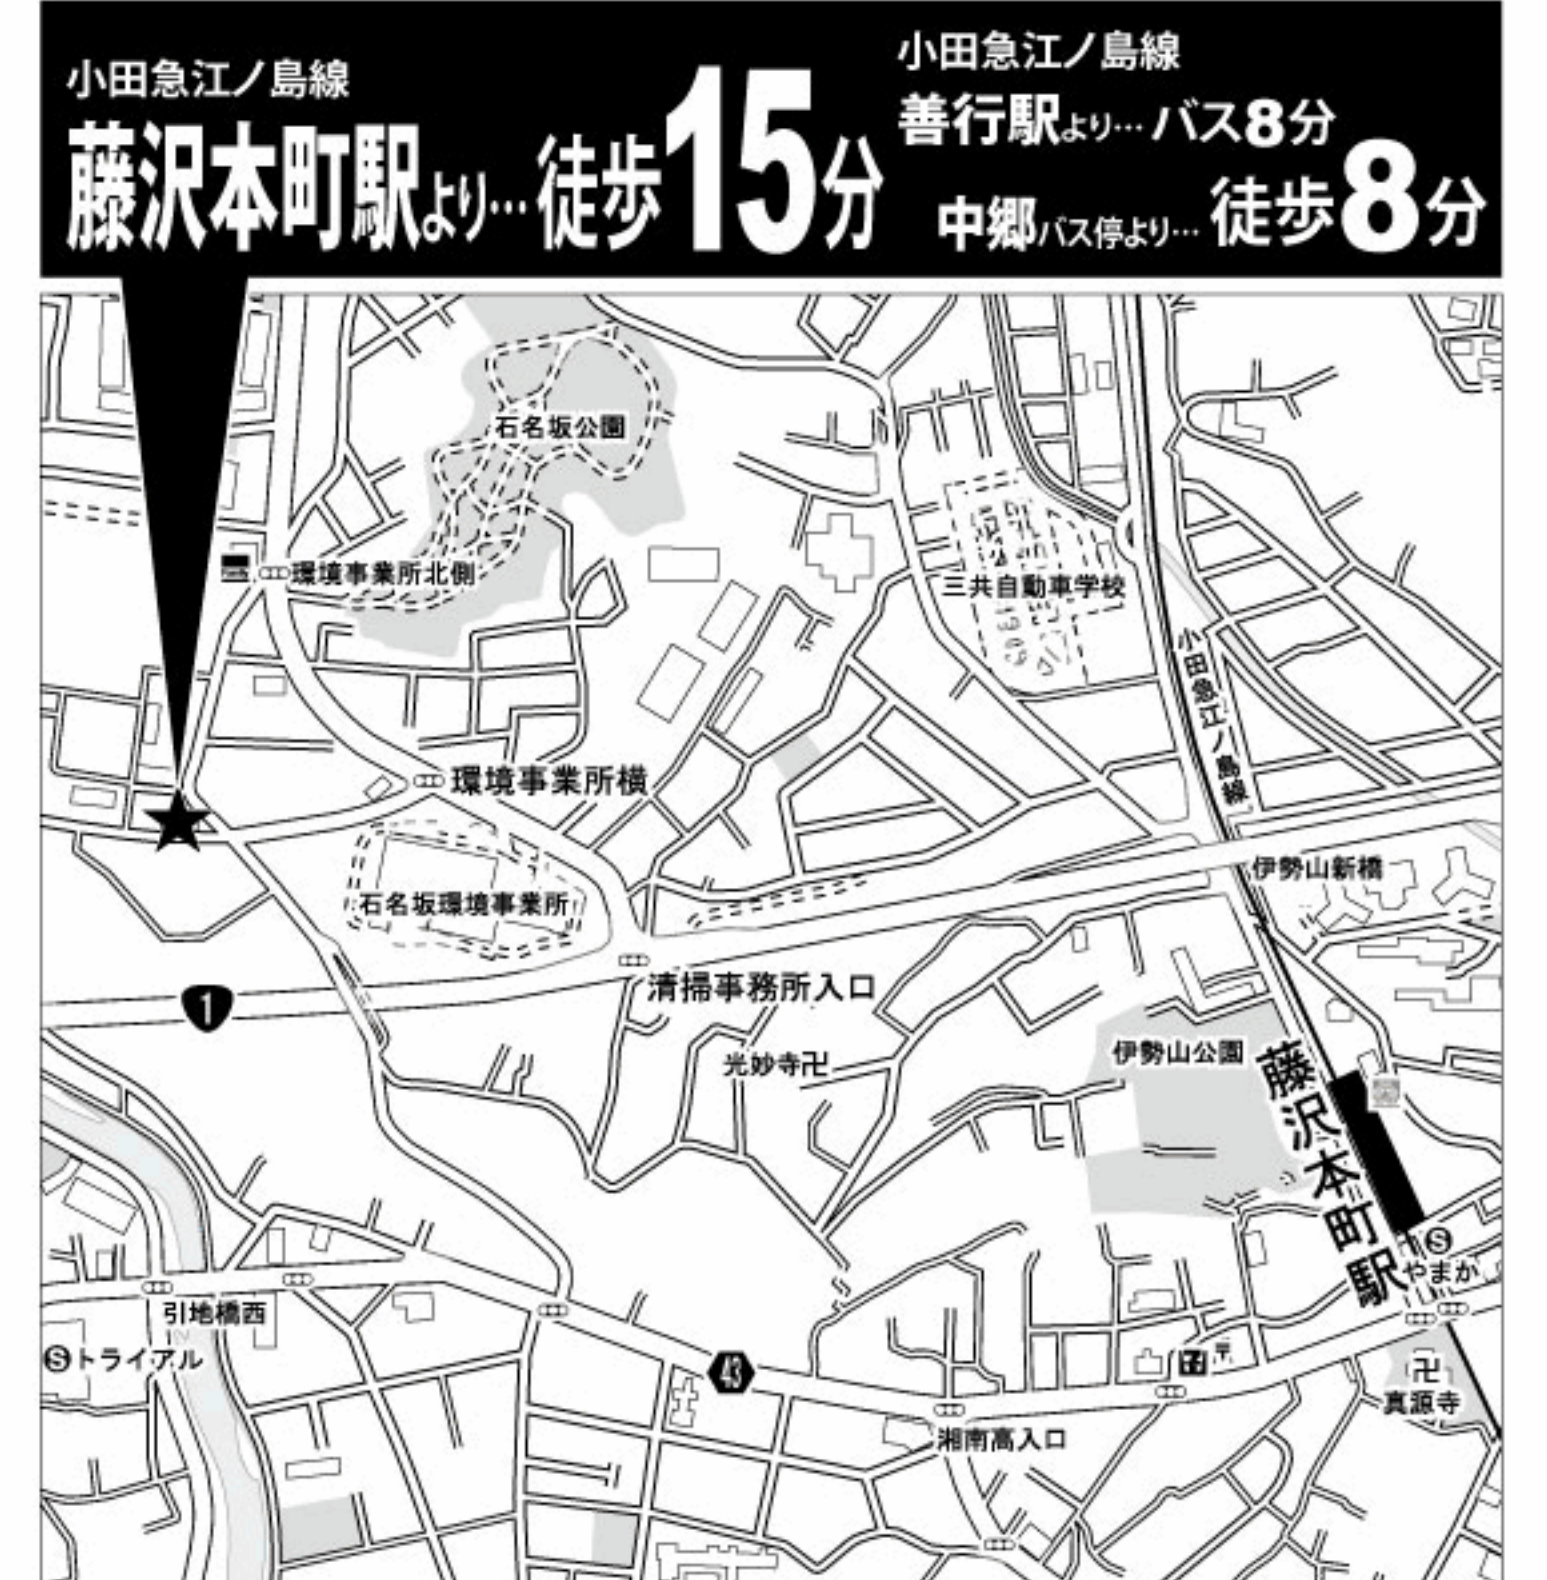 小田急江ノ島線
藤沢本町駅より…徒歩15分
小田急江ノ島線
善行駅より…バス8分
中郷バス停より…徒歩8分
石名坂公園
環境事業所北側
三共自動車学校
小田急江ノ島線
環境事業所横
伊勢山新橋
石名坂環境事業所
1
清掃事務所入口
光妙寺卍
伊勢山公園
藤沢本町駅
S
やまか
引地橋西
Sトライアル
43
〒
卍
真源寺
湘南高入口